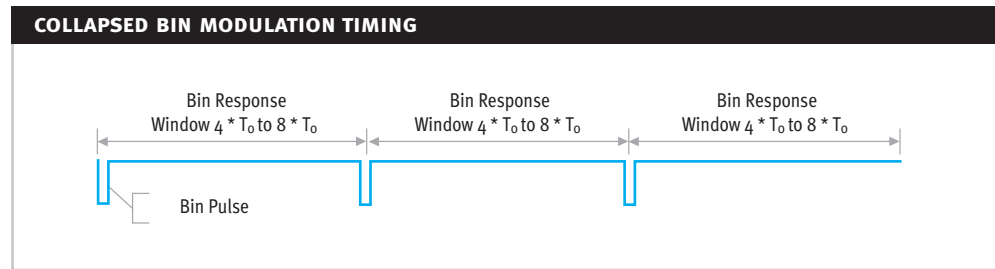 COLLAPSED BIN MODULATION TIMING
Bin Response
Window 4 * T₀ to 8 * T₀
Bin Response
Window 4 * T₀ to 8 * T₀
Bin Response
Window 4 * T₀ to 8 * T₀
Bin Pulse